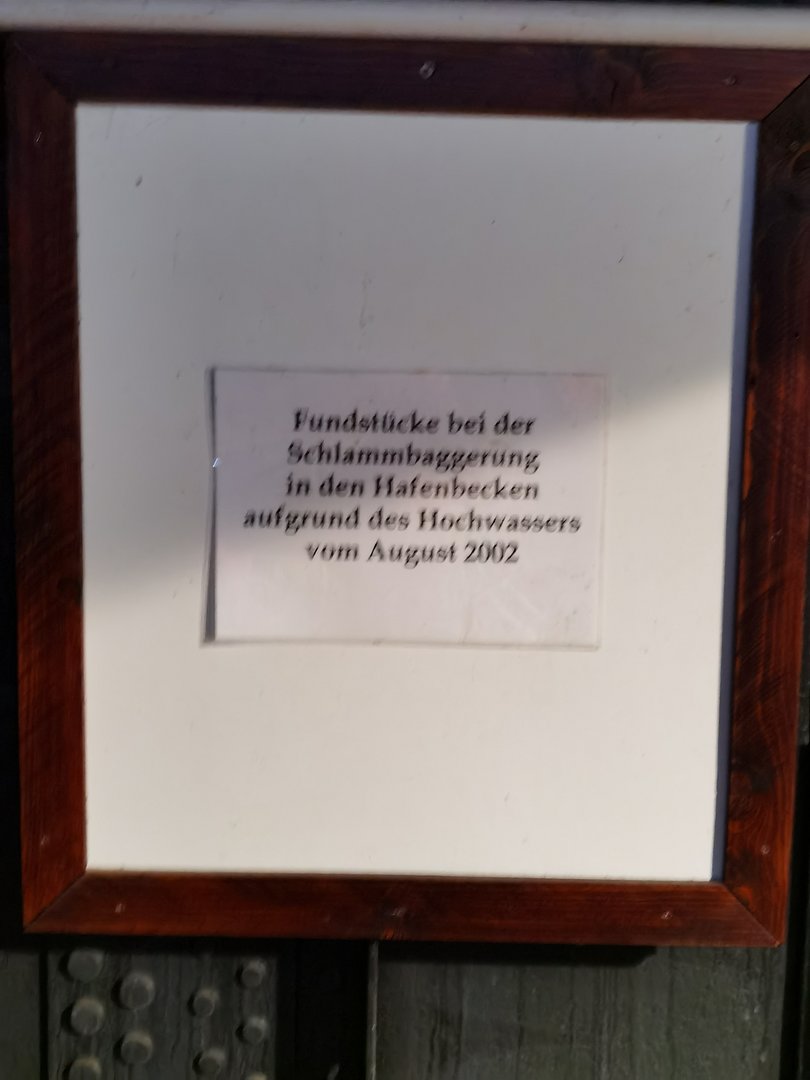 Fundstücke bei der
Schlammbaggerung
in den Hafenbecken
aufgrund des Hochwassers
vom August 2002